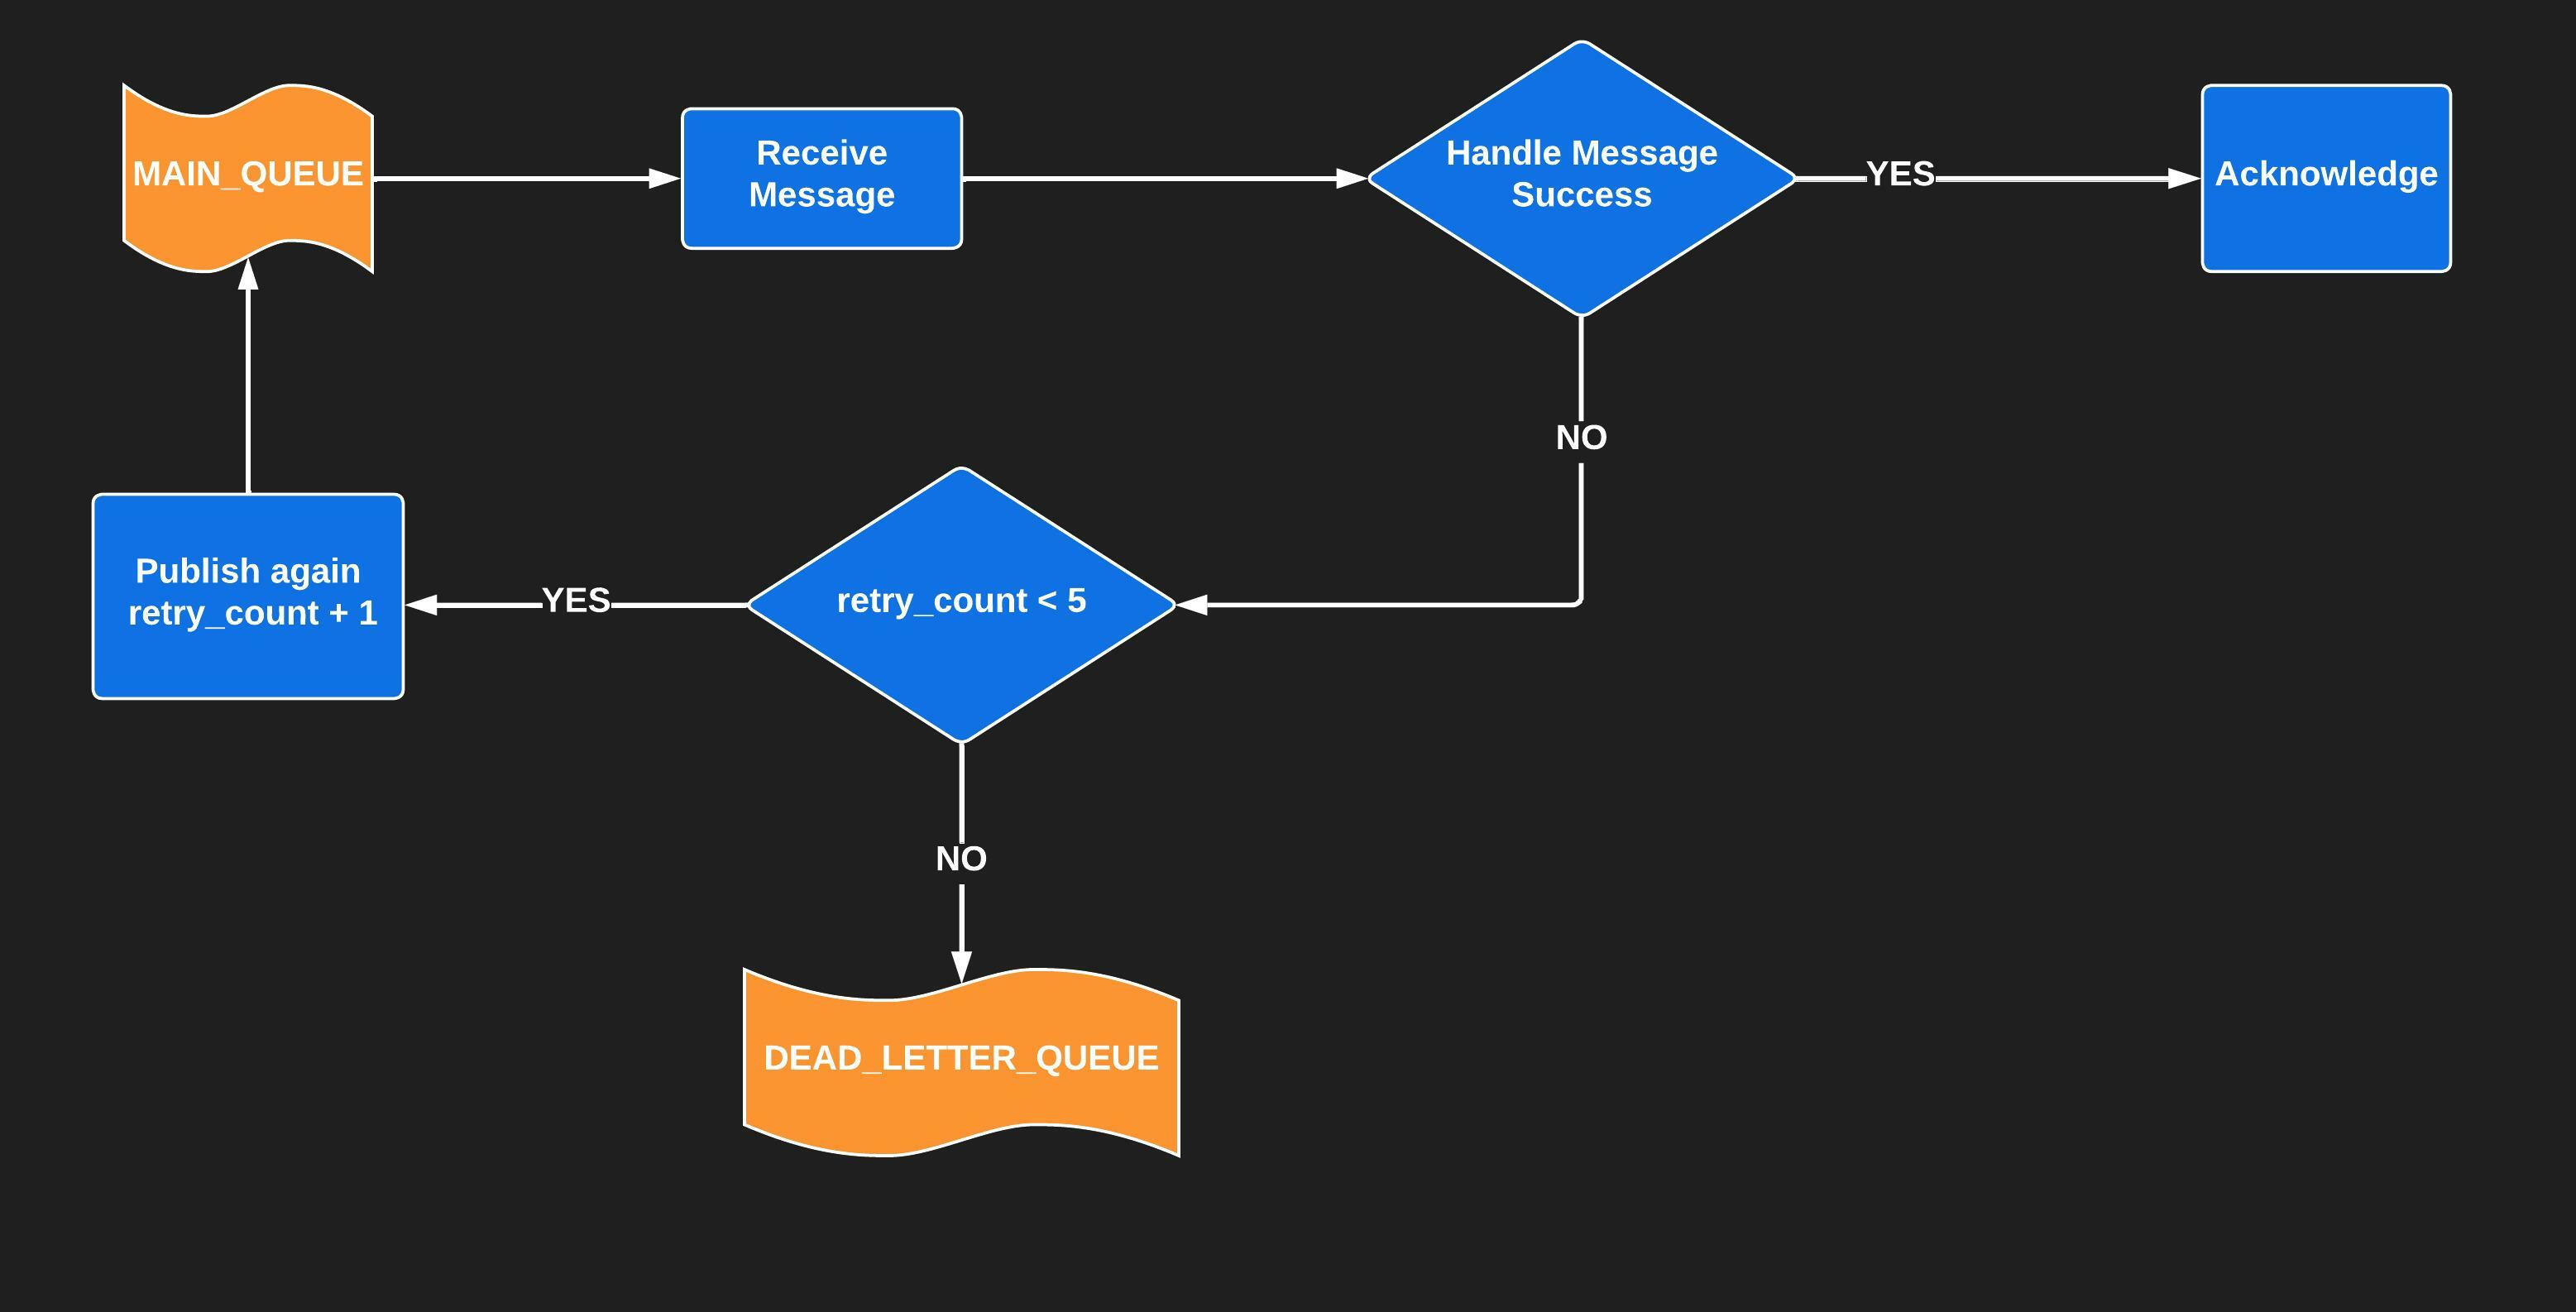 MAIN_QUEUE
Receive
Message
Handle Message
Success
YES
Acknowledge
NO
Publish again
retry_count + 1
YES
retry_count < 5
NO
DEAD_LETTER_QUEUE